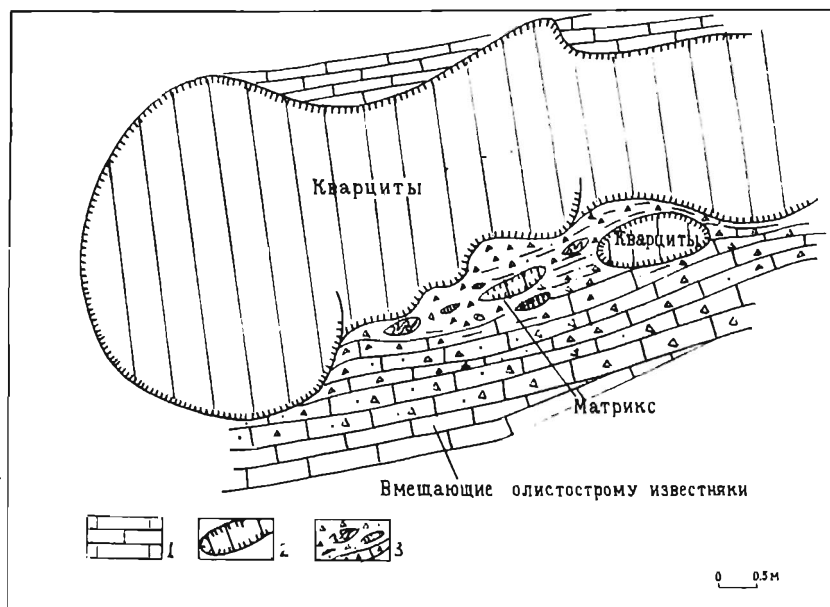 Кварциты
Кварциты
Матрикс
Вмещающие олистострому известняки
1 2 3
0 0.5м